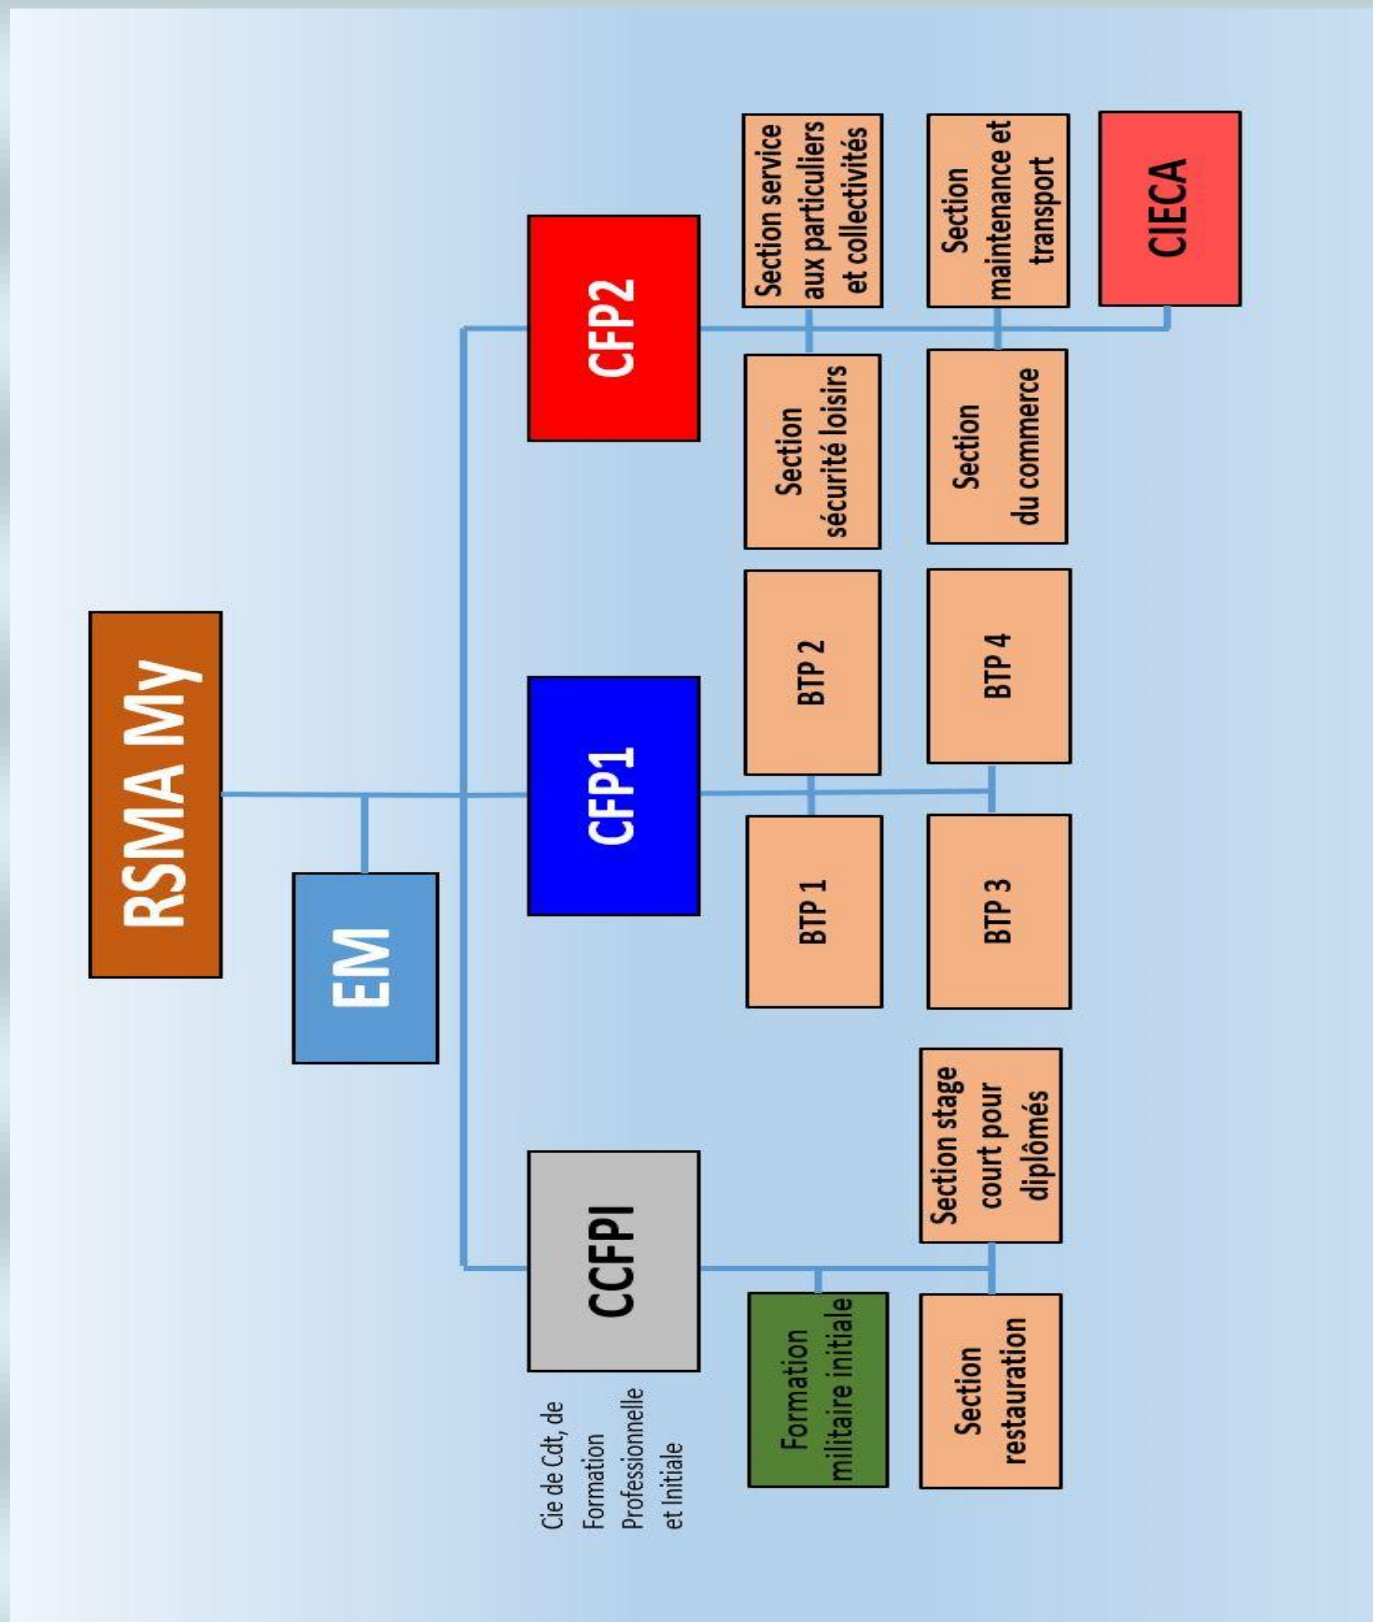 RSMA My
EM
CCFPI
Cie de Cdt, de
Formation
Professionnelle
et Initiale
CFP1
CFP2
Formation
militaire initiale
Section
restauration
Section stage
court pour
diplômés
BTP 1
BTP 2
BTP 3
BTP 4
Section
sécurité loisirs
Section service
aux particuliers
et collectivités
Section
du commerce
Section
maintenance et
transport
CIECA